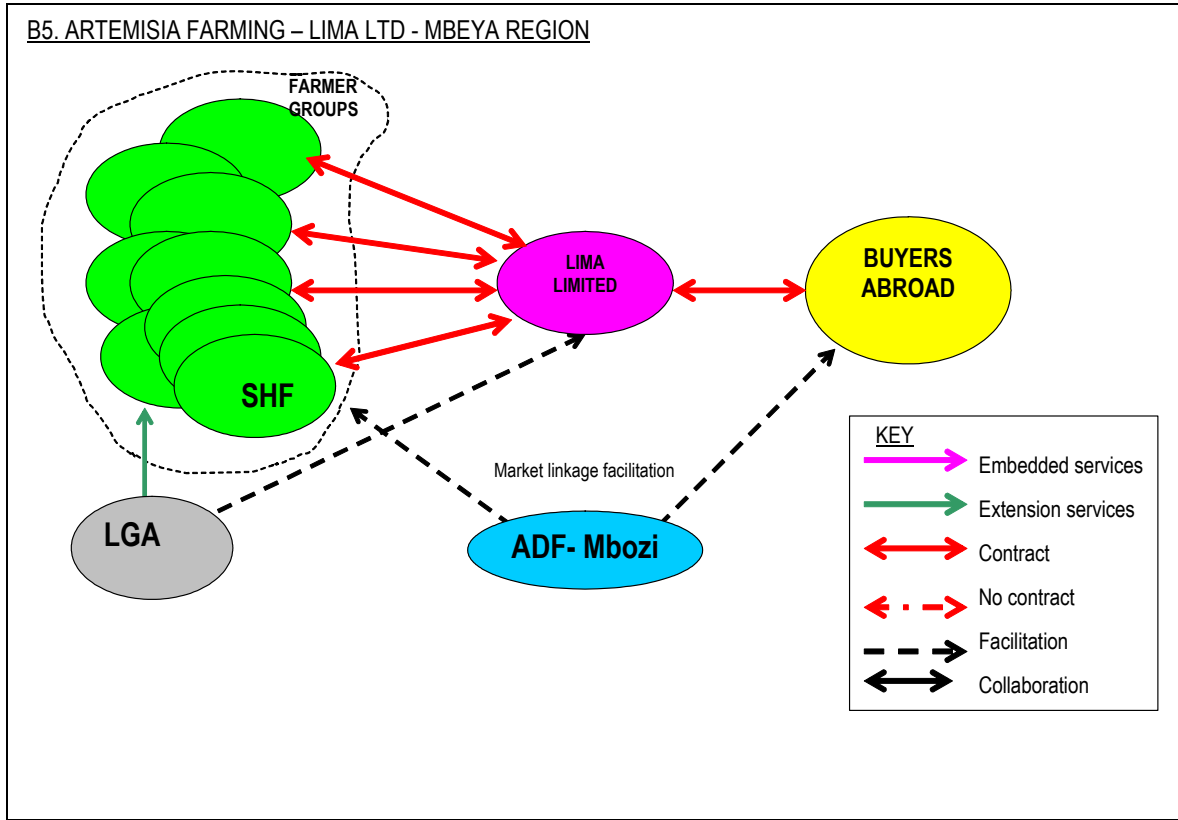 B5. ARTEMISIA FARMING – LIMA LTD - MBEYA REGION
FARMER
GROUPS
LIMA
LIMITED
BUYERS
ABROAD
SHF
Market linkage facilitation
LGA
ADF- Mbozi
KEY
Embedded services
Extension services
Contract
No contract
Facilitation
Collaboration